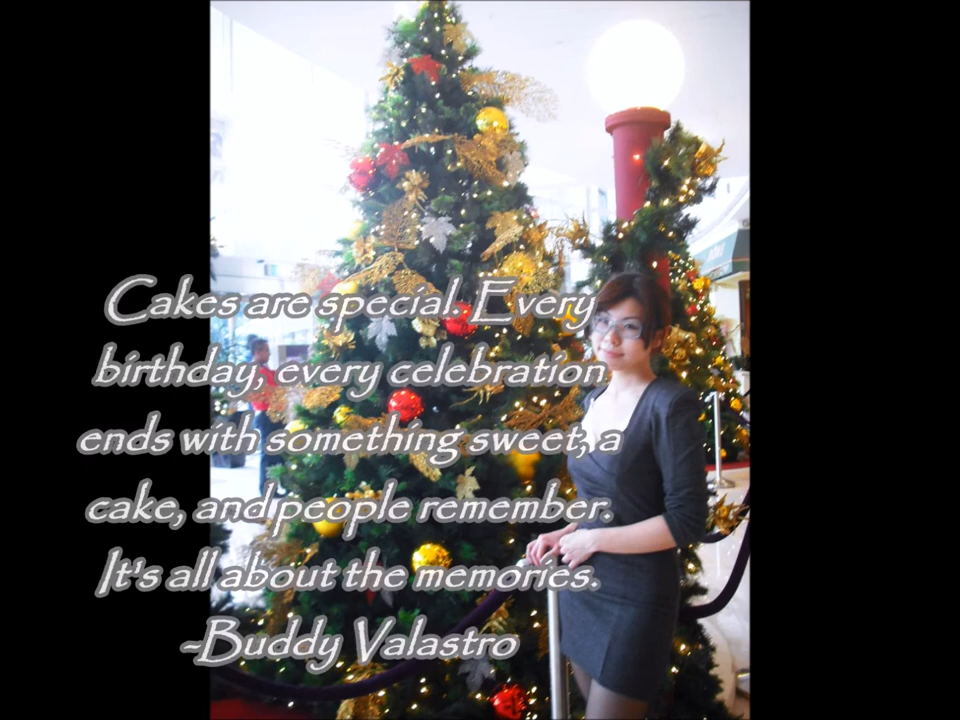 Cakes are special. Every
birthday, every celebration
ends with something sweet, a
cake, and people remember.
It's all about the memories.
-Buddy Valastro